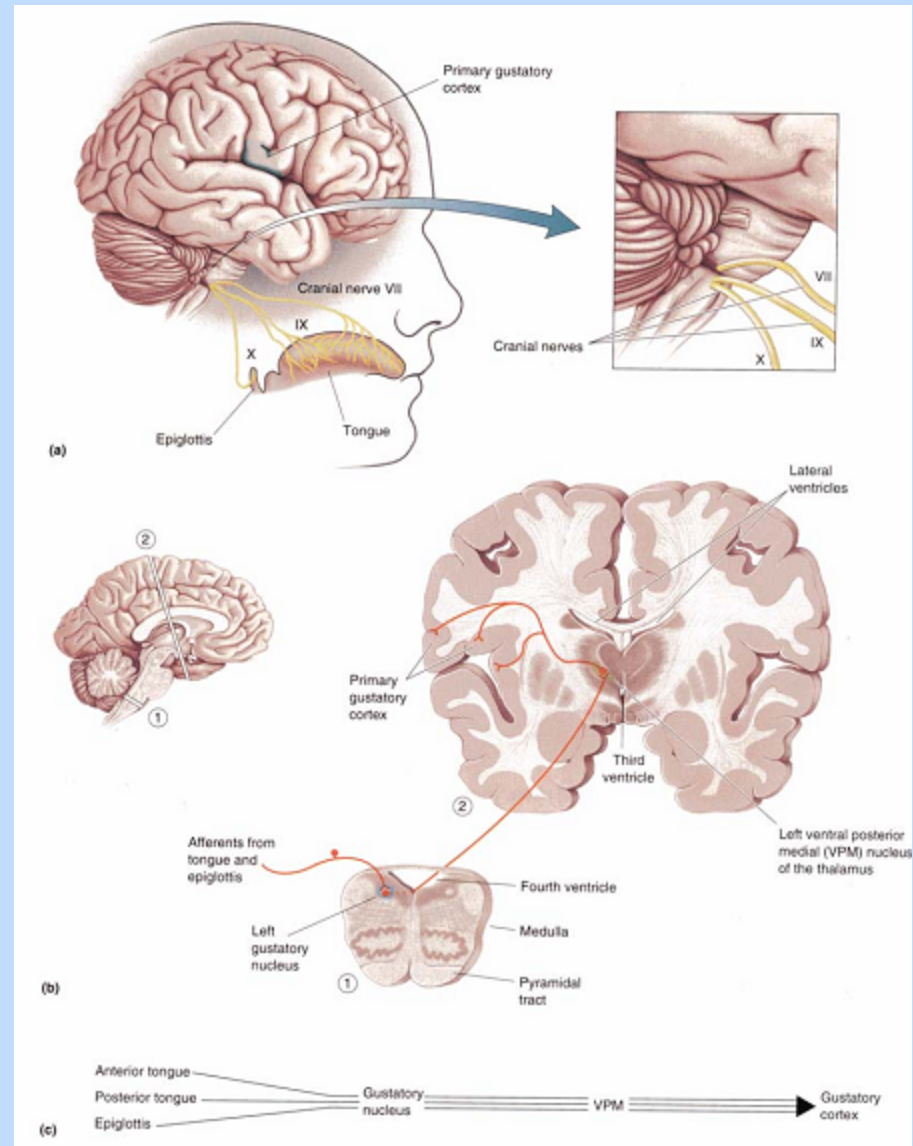 Primary gustatory
cortex
Cranial nerve VII
IX
X
Epiglottis
Tongue
(a)
VII
Cranial nerves
IX
X
Lateral
ventricles
2
1
Primary
gustatory
cortex
Third
ventricle
2
Left ventral posterior
medial (VPM) nucleus
of the thalamus
Afferents from
tongue and
epiglottis
Fourth ventricle
Left
gustatory
nucleus
Medulla
1
Pyramidal
tract
(b)
Anterior tongue
Posterior tongue
Epiglottis
Gustatory
nucleus
VPM
Gustatory
cortex
(c)